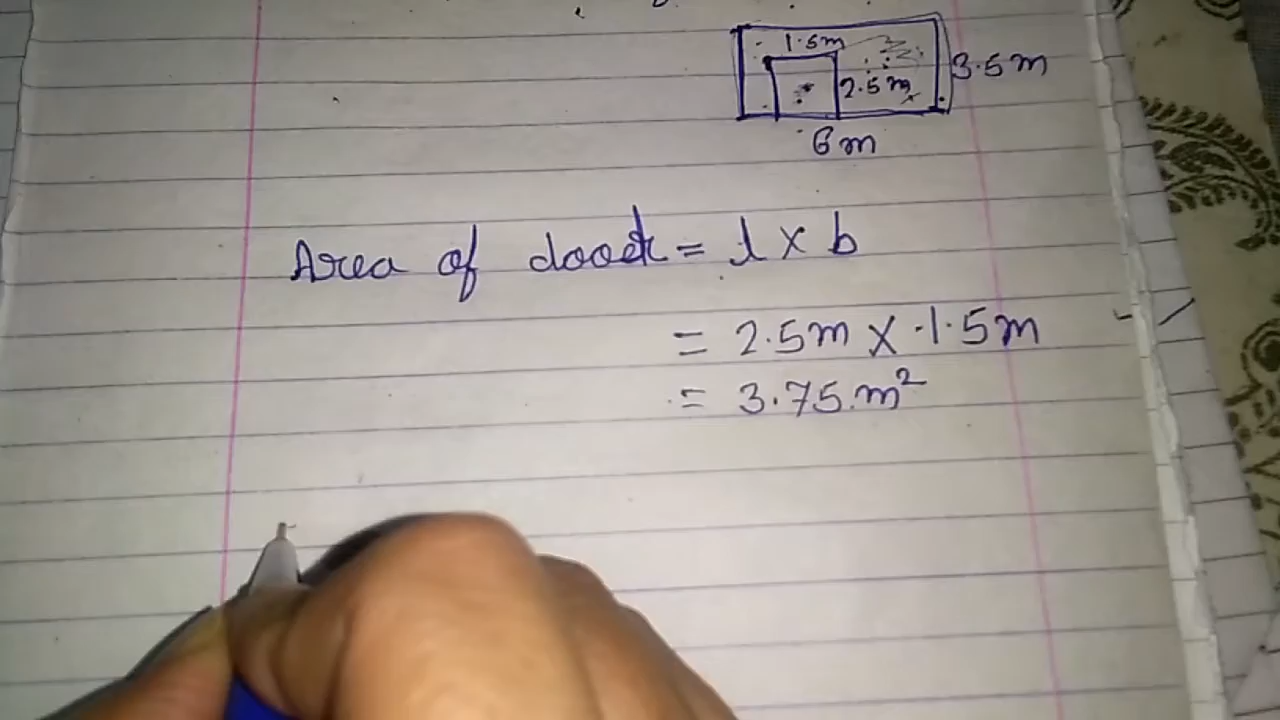 1.5m
3.5m
2.5m
6m
Area of door = l x b
= 2.5m x 1.5m
= 3.75.m²